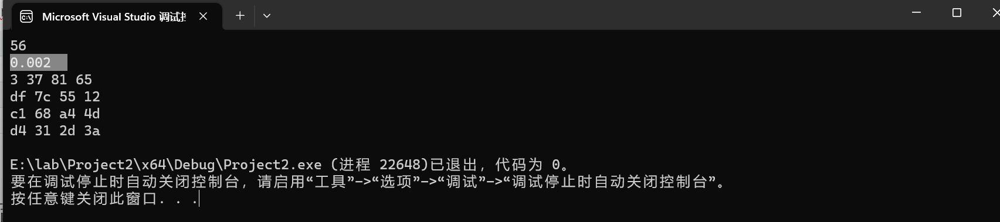 Microsoft Visual Studio 调试控
56
0.002
3 37 81 65
df 7c 55 12
c1 68 a4 4d
d4 31 2d 3a
E:\lab\Project2\x64\Debug\Project2.exe (进程 22648)已退出，代码为 0。
要在调试停止时自动关闭控制台，请启用“工具”->“选项”->“调试”->“调试停止时自动关闭控制台”。
按任意键关闭此窗口. . .